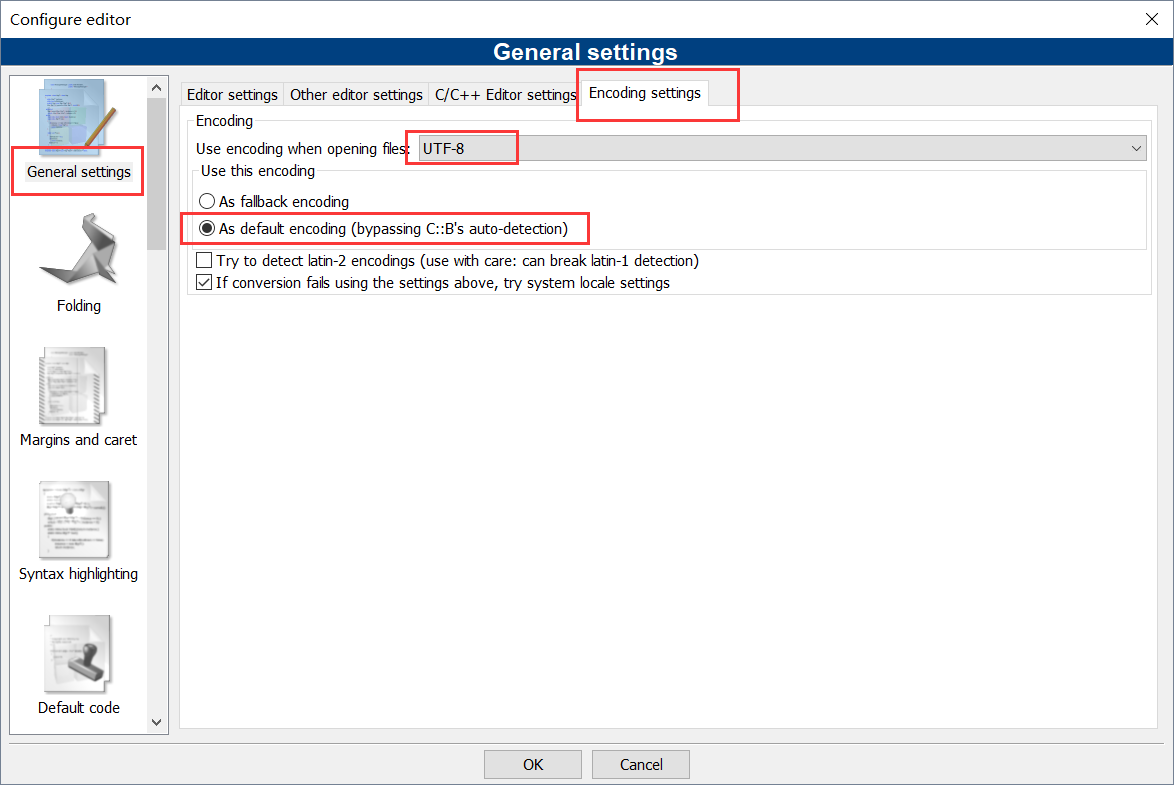 Configure editor
General settings
General settings
Folding
Margins and caret
Syntax highlighting
Default code
Editor settings
Other editor settings
C/C++ Editor settings
Encoding settings
Encoding
Use encoding when opening files:
UTF-8
Use this encoding
As fallback encoding
As default encoding (bypassing C::B's auto-detection)
Try to detect latin-2 encodings (use with care: can break latin-1 detection)
If conversion fails using the settings above, try system locale settings
OK
Cancel